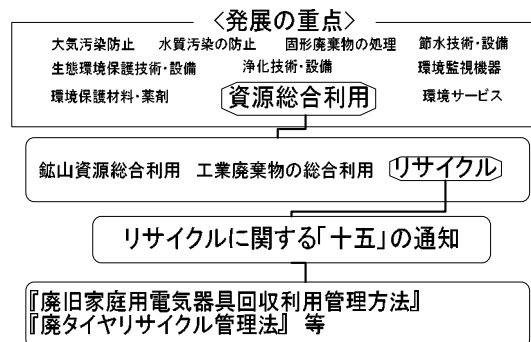 〈発展の重点〉
大気汚染防止 水質汚染の防止 固形廃棄物の処理 節水技術・設備
生態環境保護技術・設備 浄化技術・設備 環境監視機器
環境保護材料・薬剤 資源総合利用 環境サービス
鉱山資源総合利用 工業廃棄物の総合利用 リサイクル
リサイクルに関する「十五」の通知
『廃旧家庭用電気器具回収利用管理方法』
『廃タイヤリサイクル管理法』 等